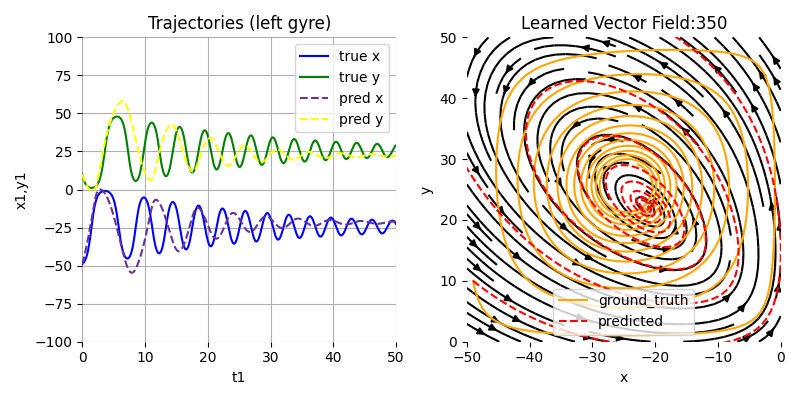 Trajectories (left gyre)
100
75
50
25
0
−25
−50
−75
−100
x1,y1
0
10
20
30
40
50
t1
true x
true y
pred x
pred y
Learned Vector Field:350
50
40
30
20
10
0
y
−50
−40
−30
−20
−10
0
x
ground_truth
predicted